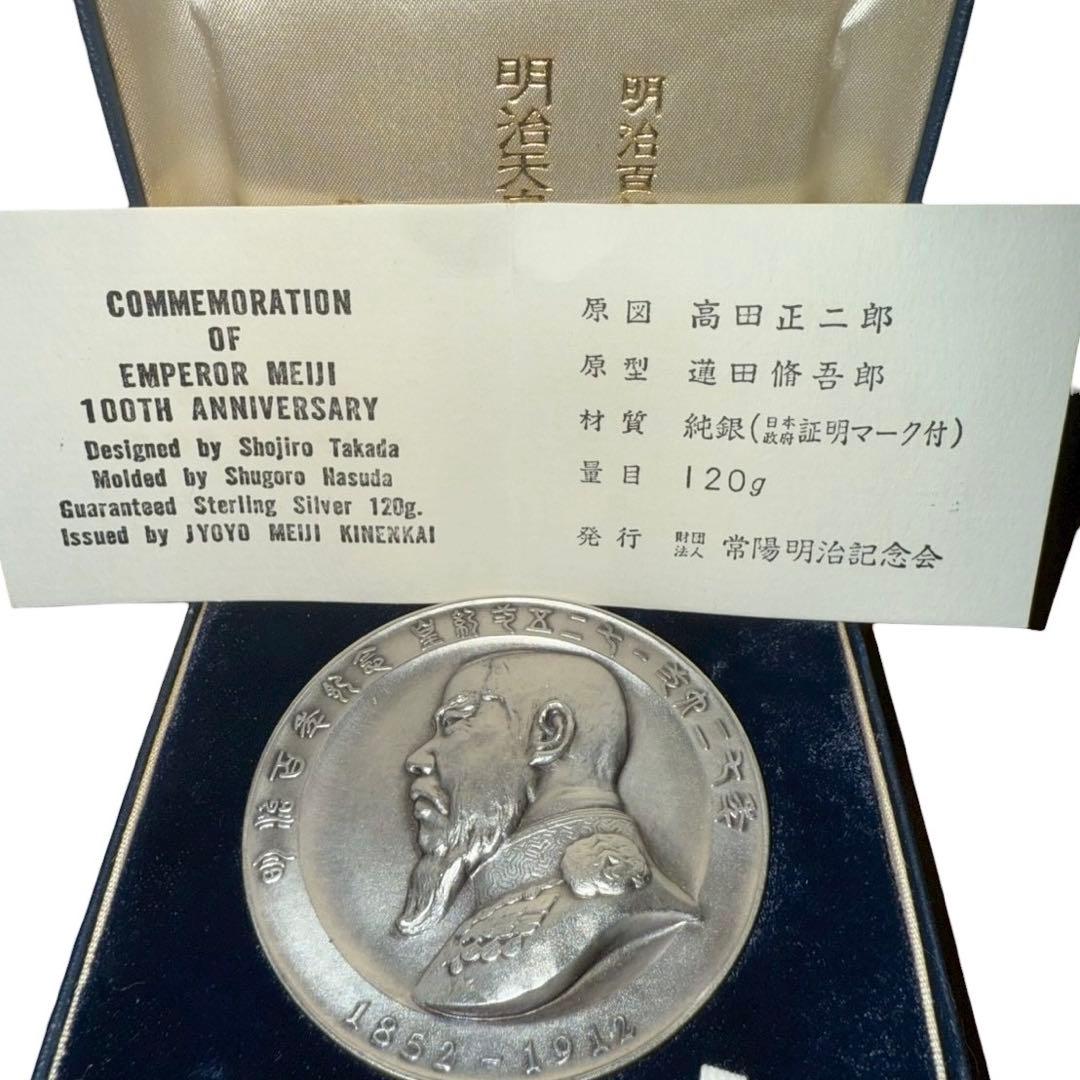 明治百
明治天
COMMEMORATION
OF
EMPEROR MEIJI
100TH ANNIVERSARY
Designed by Shojiro Takada
Molded by Shugoro Hasuda
Guaranteed Sterling Silver 120g.
Issued by JYOYO MEIJI KINENKAI
原図 高田正二郎
原型 蓮田脩吾郎
材質 純銀(日本政府証明マーク付)
量目 120g
発行 財団法人 常陽明治記念会
1852-1912